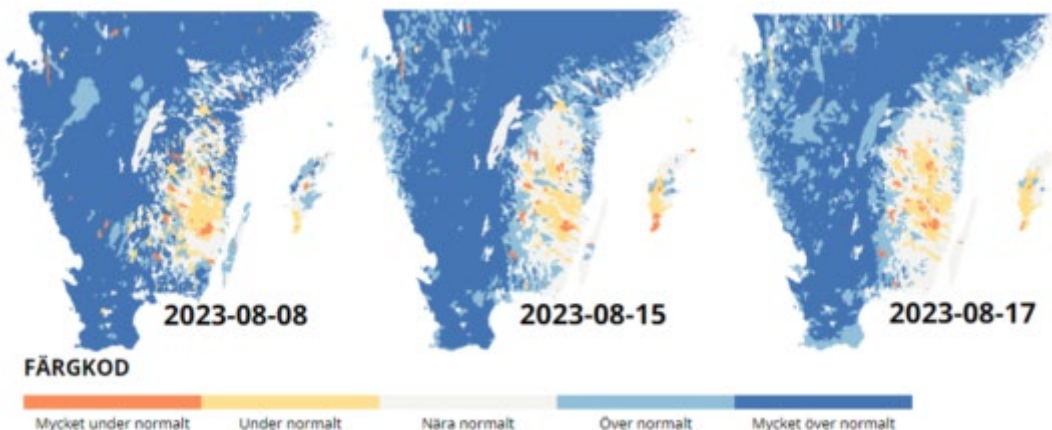 2023-08-08
2023-08-15
2023-08-17
FÄRGKOD
Mycket under normalt
Under normalt
Nära normalt
Över normalt
Mycket över normalt